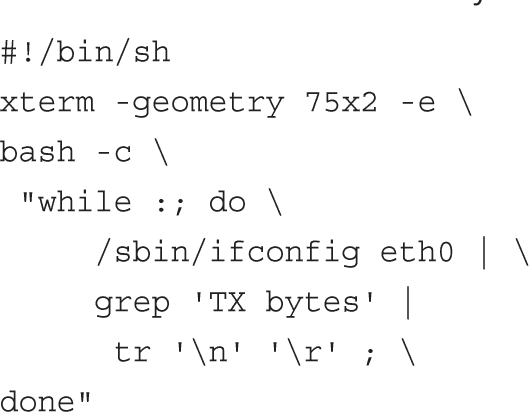 #!/bin/sh
xterm -geometry 75x2 -e \
bash -c \
 "while :; do \
     /sbin/ifconfig eth0 | \
     grep 'TX bytes' |
      tr '\n' '\r' ; \
done"